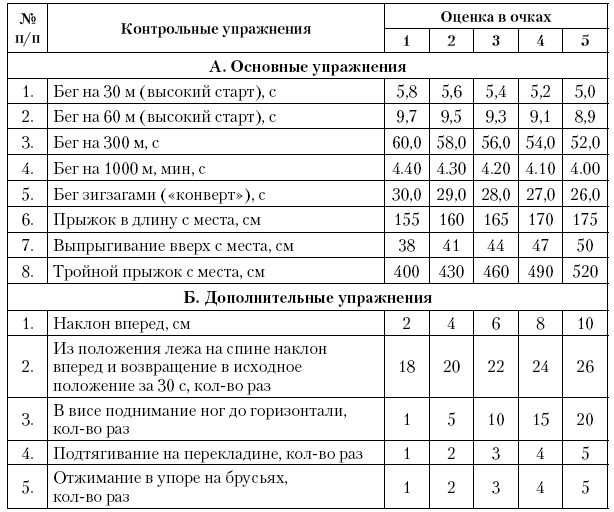 № п/п Контрольные упражнения Оценка в очках
1 2 3 4 5
А. Основные упражнения
1. Бег на 30 м (высокий старт), с 5,8 5,6 5,4 5,2 5,0
2. Бег на 60 м (высокий старт), с 9,7 9,5 9,3 9,1 8,9
3. Бег на 300 м, с 60,0 58,0 56,0 54,0 52,0
4. Бег на 1000 м, мин, с 4.40 4.30 4.20 4.10 4.00
5. Бег зигзагами («конверт»), с 30,0 29,0 28,0 27,0 26,0
6. Прыжок в длину с места, см 155 160 165 170 175
7. Выпрыгивание вверх с места, см 38 41 44 47 50
8. Тройной прыжок с места, см 400 430 460 490 520
Б. Дополнительные упражнения
1. Наклон вперед, см 2 4 6 8 10
2. Из положения лежа на спине наклон
вперед и возвращение в исходное
положение за 30 с, кол-во раз 18 20 22 24 26
3. В висе поднимание ног до горизонтали,
кол-во раз 1 5 10 15 20
4. Подтягивание на перекладине, кол-во раз 1 2 3 4 5
5. Отжимание в упоре на брусьях,
кол-во раз 1 2 3 4 5